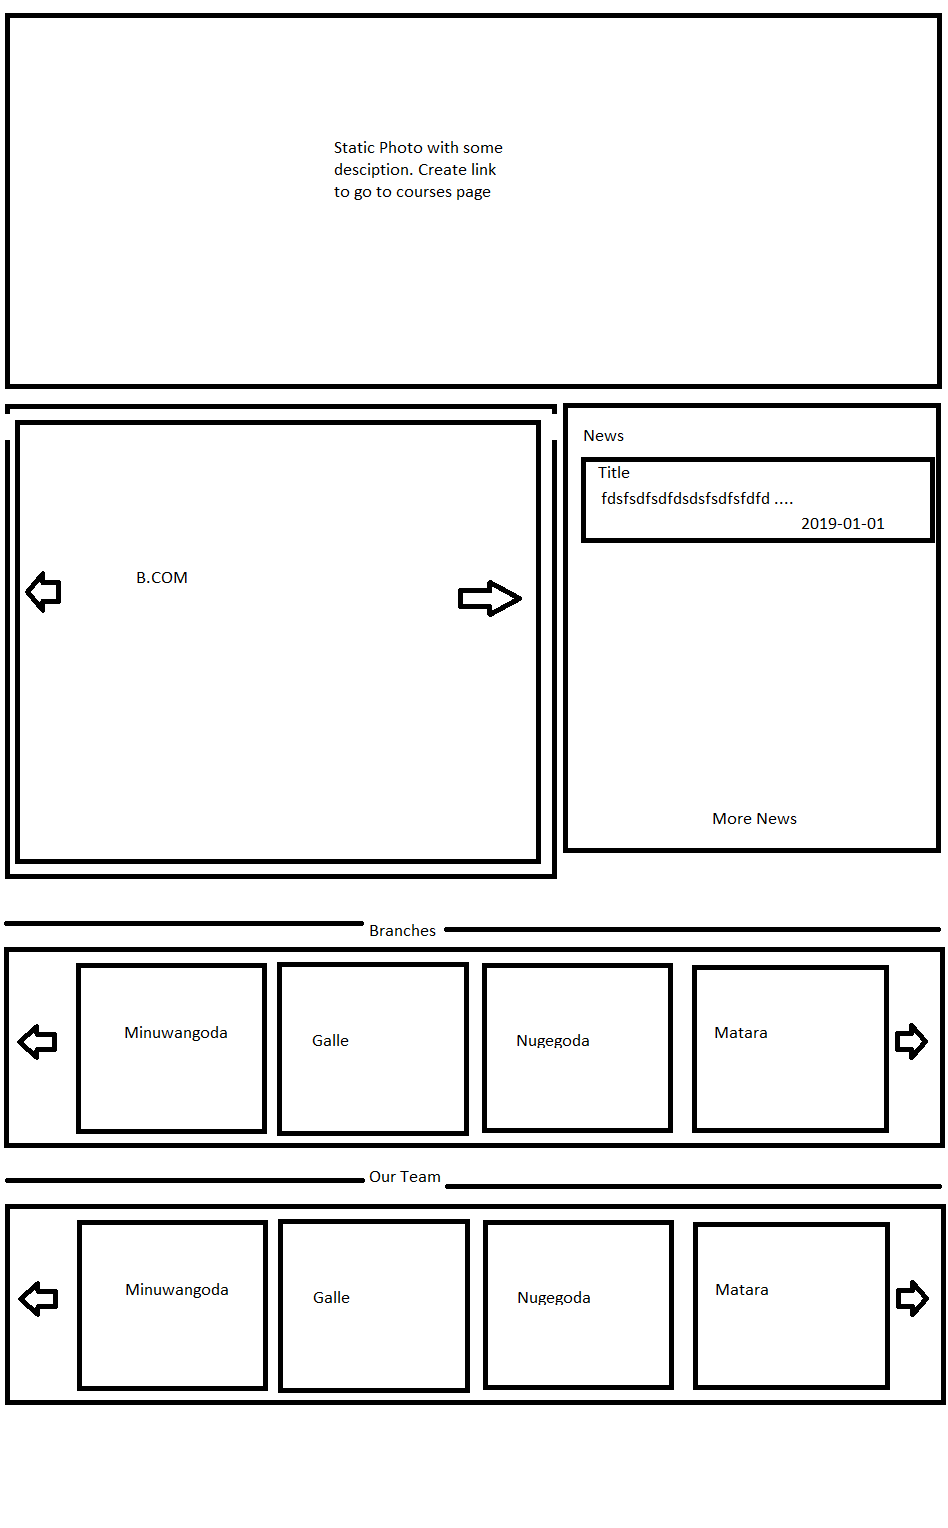 Static Photo with some
desciption. Create link
to go to courses page
B.COM
News
Title
fdsfsdfsdfdsdsfsdfsfdfd ....
2019-01-01
More News
Branches
Minuwangoda
Galle
Nugegoda
Matara
Our Team
Minuwangoda
Galle
Nugegoda
Matara